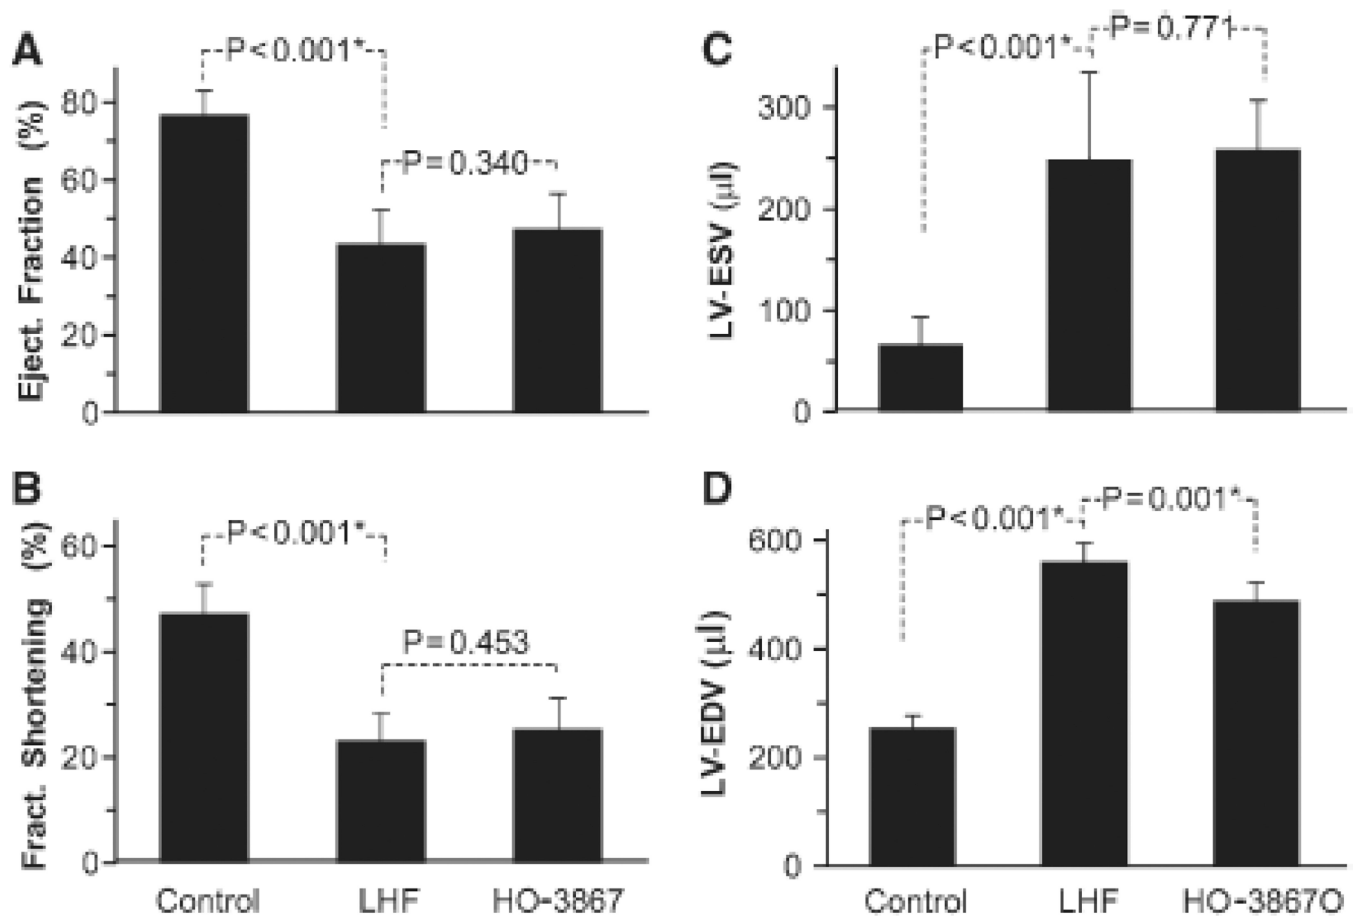 A
P<0.001*
P=0.340
Eject. Fraction (%)
80
60
40
20
0
B
P<0.001*
P=0.453
Fract. Shortening (%)
60
40
20
0
Control LHF HO-3867
C
P<0.001*
P=0.771
LV-ESV (µl)
300
200
100
0
D
P<0.001*
P=0.001*
LV-EDV (µl)
600
400
200
0
Control LHF HO-3867O